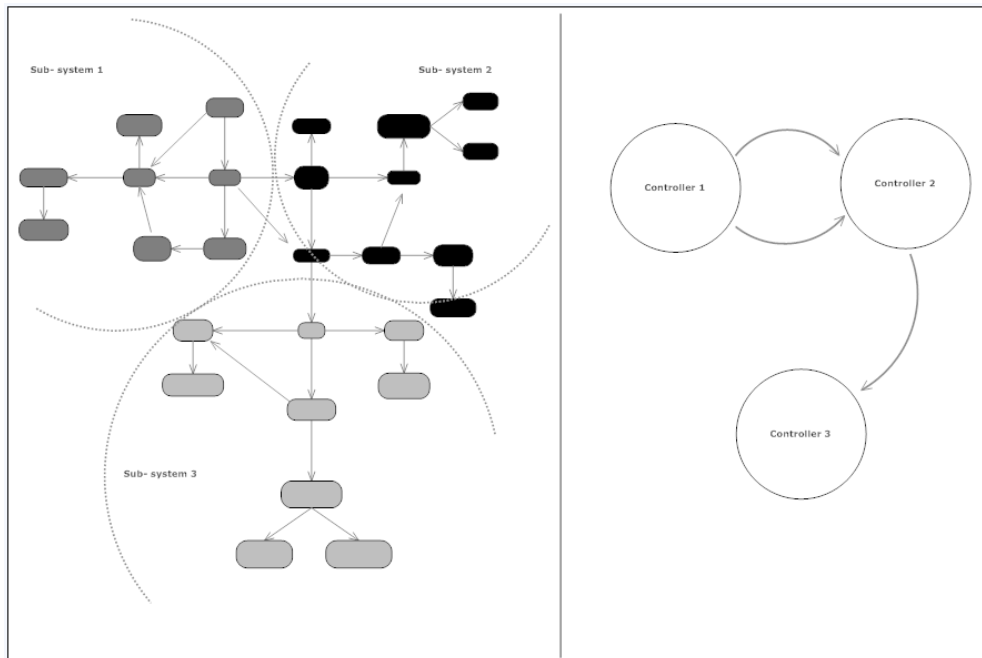 Sub- system 1
Sub- system 2
Sub- system 3
Controller 1
Controller 2
Controller 3